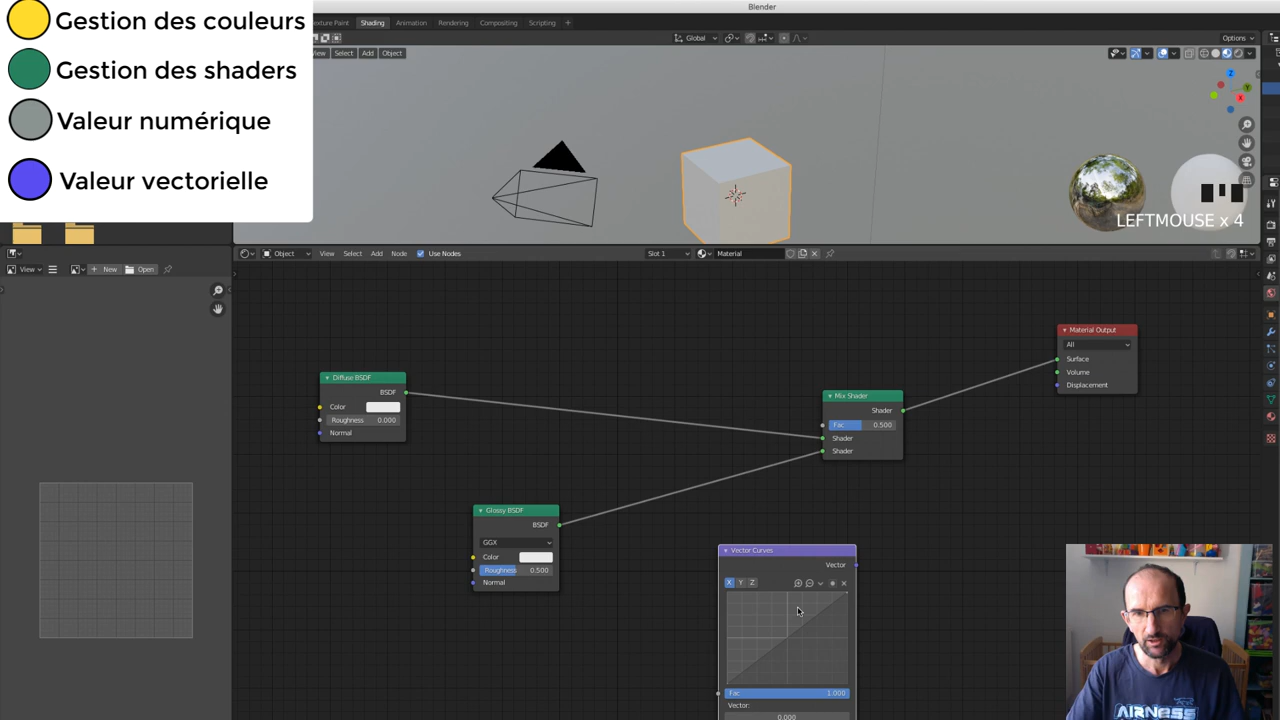 Blender
Gestion des couleurs
Gestion des shaders
Valeur numérique
Valeur vectorielle
Texture Paint Shading Animation Rendering Compositing Scripting +
Global Options
View Select Add Object
LEFTMOUSE x 4
Object View Select Add Node Use Nodes Slot 1 Material
View New Open
Material Output
All
Surface
Volume
Displacement
Diffuse BSDF
BSDF
Color
Roughness 0.000
Normal
Mix Shader
Shader
Fac 0.500
Shader
Shader
Glossy BSDF
BSDF
GGX
Color
Roughness 0.500
Normal
Vector Curves
Vector
X Y Z
Fac 1.000
Vector:
0.000
AIRNESS